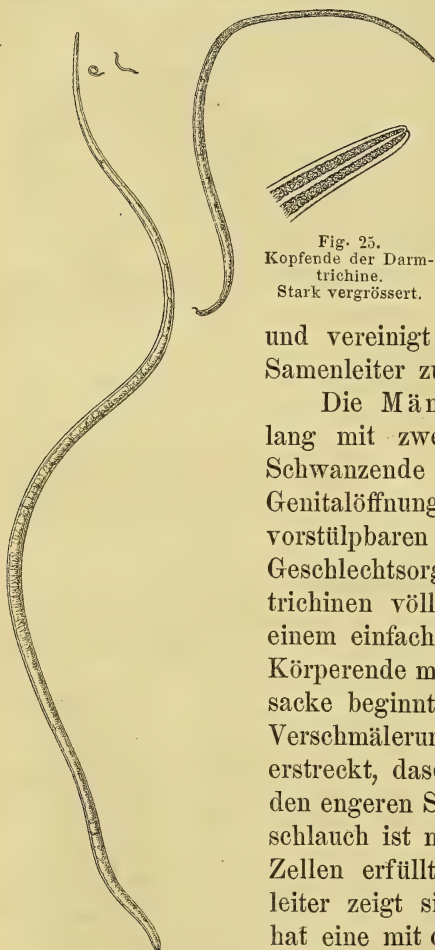 Fig. 25.
Kopfende der Darm-
trichine.
Stark vergrössert.
und vereinigt
Samenleiter zu
Die Män
lang mit zwe
Schwanzende
Genitalöffnung
vorstülpbaren
Geschlechtsorg
trichinen völl
einem einfach
Körperende m
sacke beginnt
Verschmälerun
erstreckt, dase
den engeren S
schlauch ist n
Zellen erfüllt
leiter zeigt si
hat eine mit d